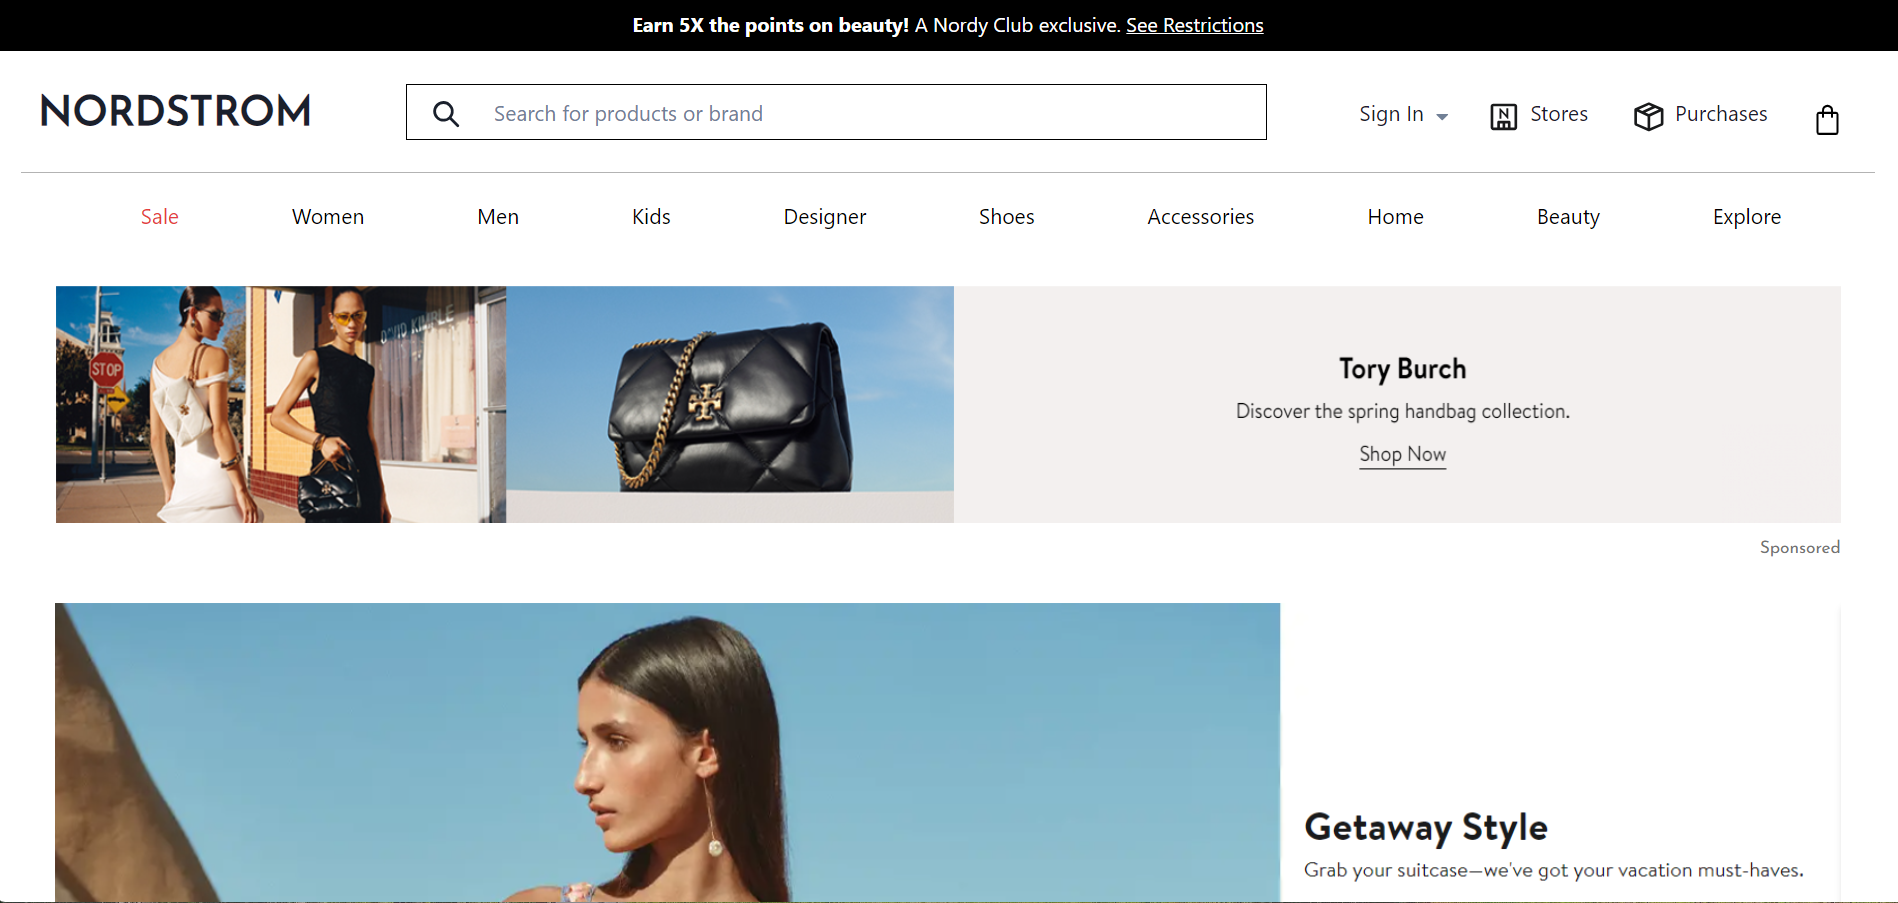 Earn 5X the points on beauty! A Nordy Club exclusive. See Restrictions
NORDSTROM
Search for products or brand
Sign In
N
Stores
Purchases
Sale
Women
Men
Kids
Designer
Shoes
Accessories
Home
Beauty
Explore
STOP
DAVID KIMPLE
Tory Burch
Discover the spring handbag collection.
Shop Now
Sponsored
Getaway Style
Grab your suitcase—we've got your vacation must-haves.